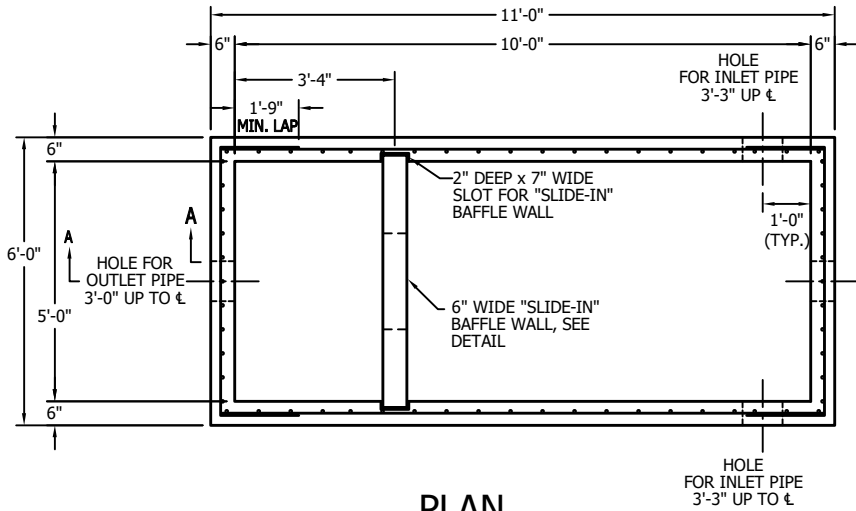 11'-0"
6"
10'-0"
6"
3'-4"
HOLE
FOR INLET PIPE
3'-3" UP ℄
1'-9"
MIN. LAP
6"
2" DEEP x 7" WIDE
SLOT FOR "SLIDE-IN"
BAFFLE WALL
A
A
1'-0"
(TYP.)
6'-0"
HOLE FOR
OUTLET PIPE
3'-0" UP TO ℄
5'-0"
6" WIDE "SLIDE-IN"
BAFFLE WALL, SEE
DETAIL
6"
HOLE
FOR INLET PIPE
3'-3" UP TO ℄
PLAN